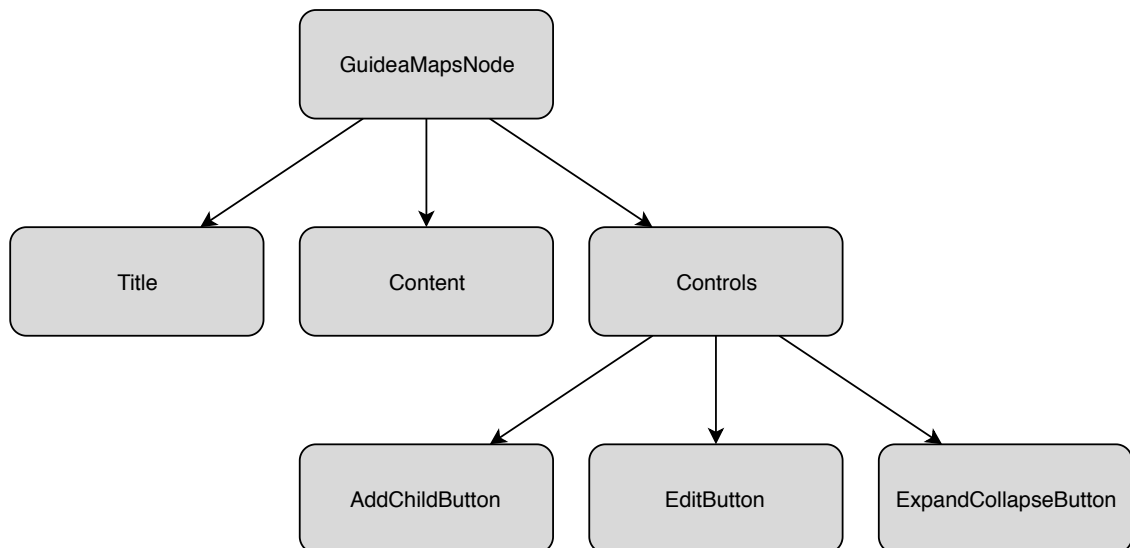 GuideaMapsNode
Title
Content
Controls
AddChildButton
EditButton
ExpandCollapseButton